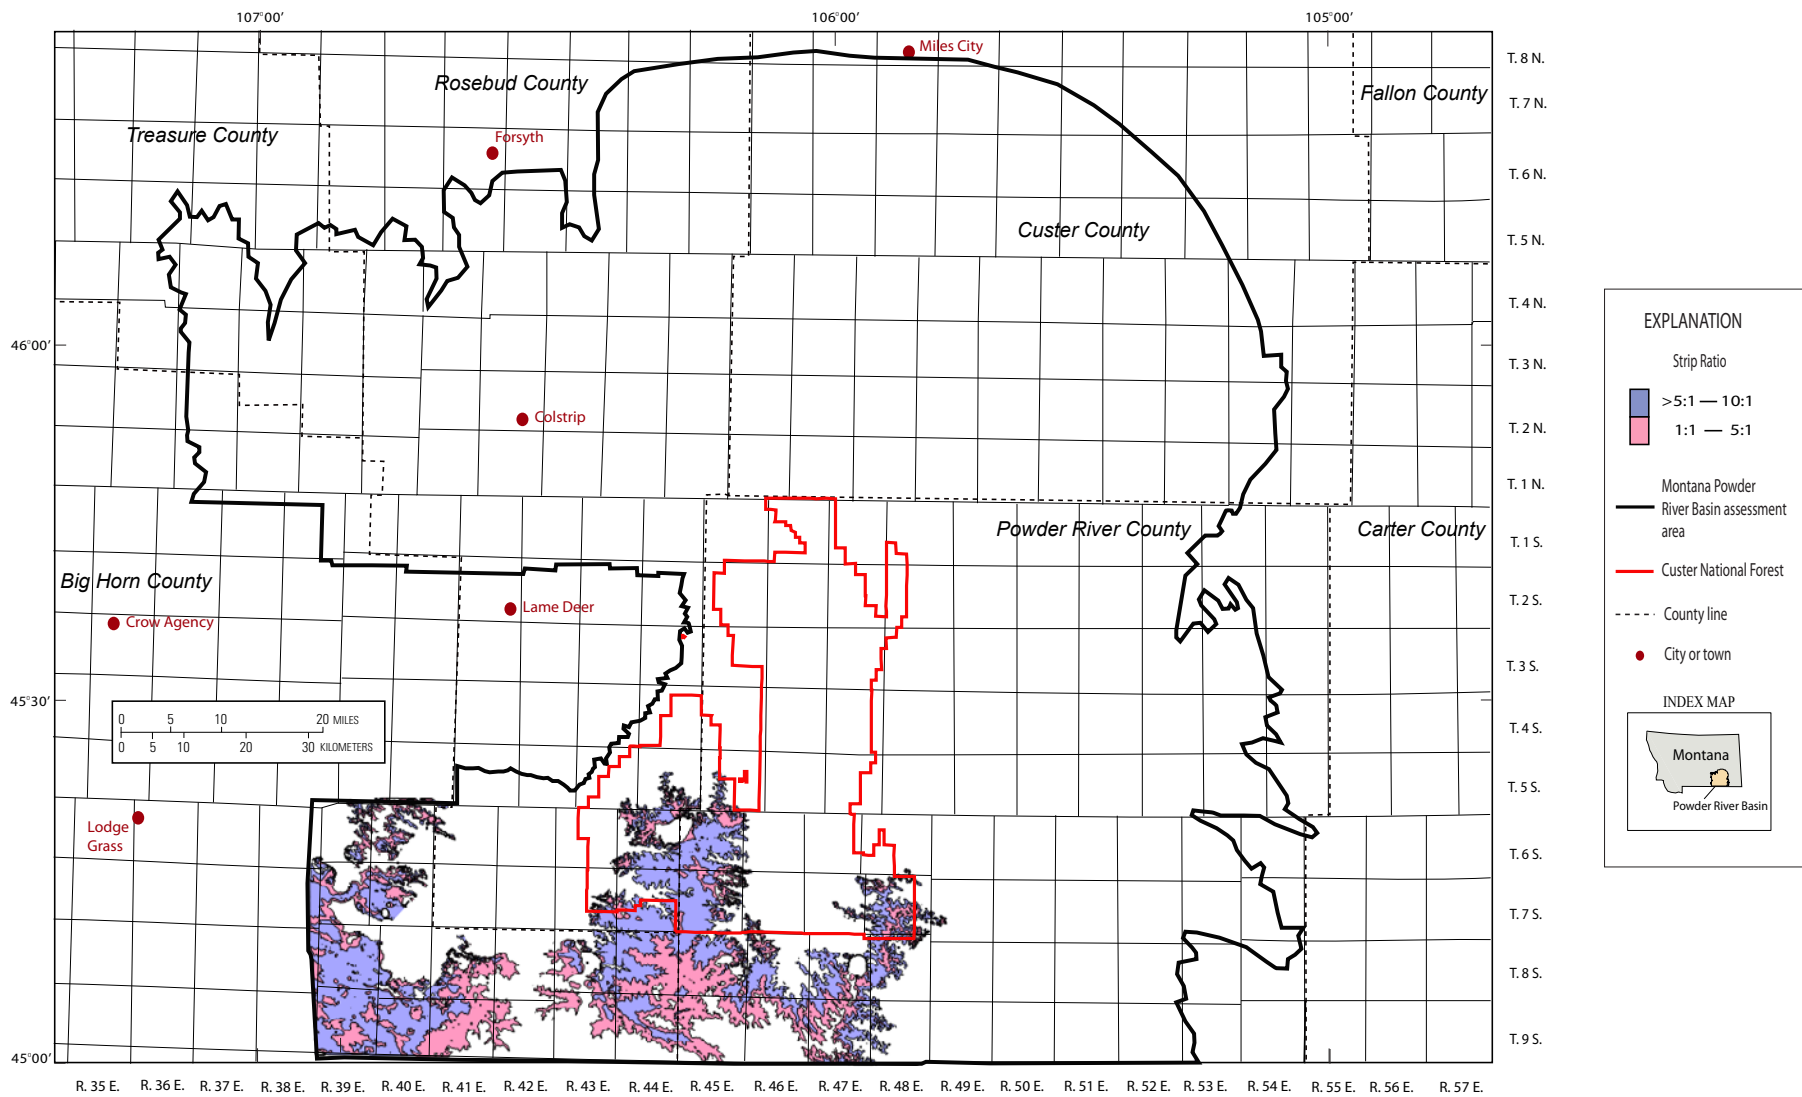 107°00'
106°00'
105°00'
Miles City
T. 8 N.
Rosebud County
Fallon County
T. 7 N.
Treasure County
Forsyth
T. 6 N.
Custer County
T. 5 N.
T. 4 N.
46°00'
T. 3 N.
Colstrip
T. 2 N.
T. 1 N.
Powder River County
Carter County
T. 1 S.
Big Horn County
Lame Deer
T. 2 S.
Crow Agency
T. 3 S.
45°30'
0 5 10 20 MILES
0 5 10 20 30 KILOMETERS
T. 4 S.
T. 5 S.
Lodge
Grass
T. 6 S.
T. 7 S.
T. 8 S.
T. 9 S.
45°00'
R. 35 E. R. 36 E. R. 37 E. R. 38 E. R. 39 E. R. 40 E. R. 41 E. R. 42 E. R. 43 E. R. 44 E. R. 45 E. R. 46 E. R. 47 E. R. 48 E. R. 49 E. R. 50 E. R. 51 E. R. 52 E. R. 53 E. R. 54 E. R. 55 E. R. 56 E. R. 57 E.
EXPLANATION
Strip Ratio
>5:1 — 10:1
1:1 — 5:1
Montana Powder
River Basin assessment
area
Custer National Forest
County line
City or town
INDEX MAP
Montana
Powder River Basin